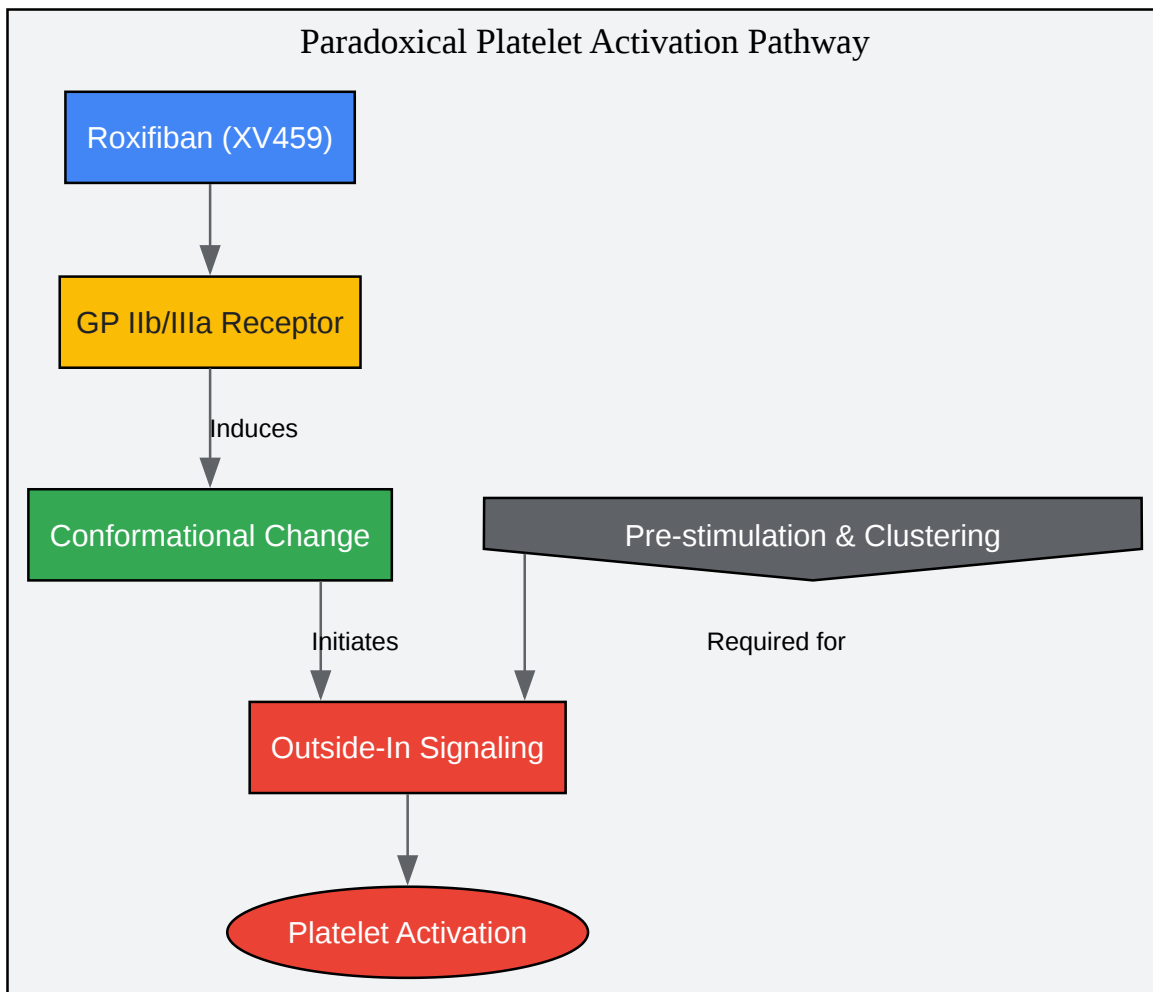 Paradoxical Platelet Activation Pathway
Roxifiban (XV459)
GP IIb/IIIa Receptor
Induces
Conformational Change
Pre-stimulation & Clustering
Initiates
Required for
Outside-In Signaling
Platelet Activation